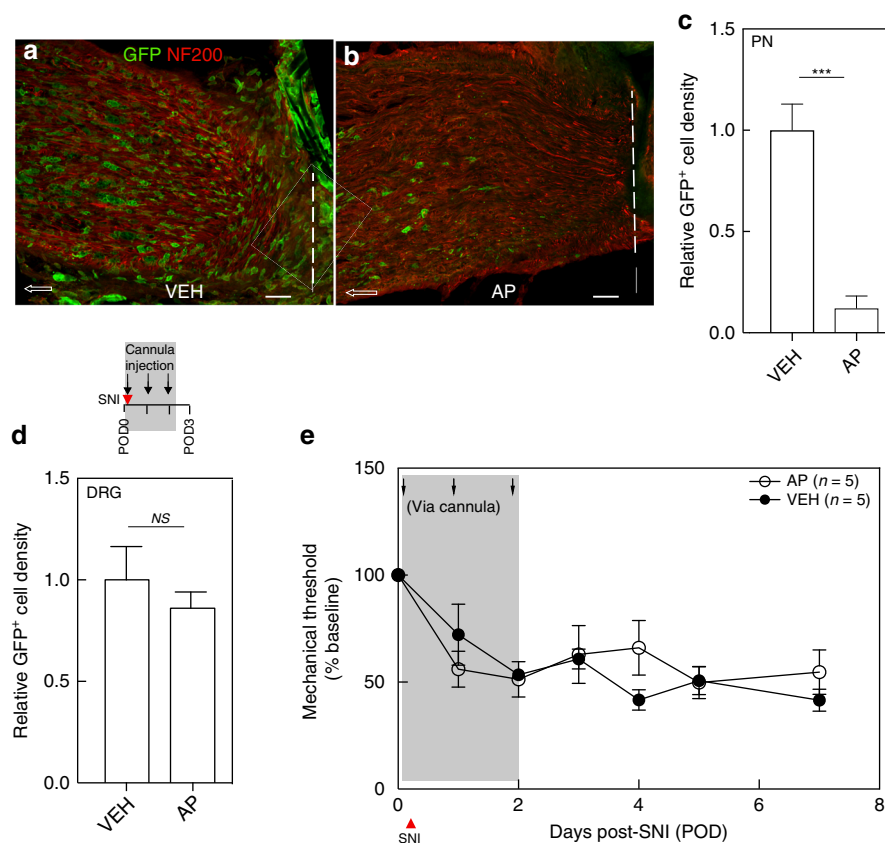 a
GFP NF200
VEH
b
AP
c
PN
***
Relative GFP+ cell density
1.5
1.0
0.5
0.0
VEH
AP
Cannula
injection
SNI
POD0
POD3
d
DRG
NS
Relative GFP+ cell density
1.5
1.0
0.5
0.0
VEH
AP
e
AP (n = 5)
VEH (n = 5)
(Via cannula)
Mechanical threshold
(% baseline)
150
100
50
0
0 2 4 6 8
SNI
Days post-SNI (POD)